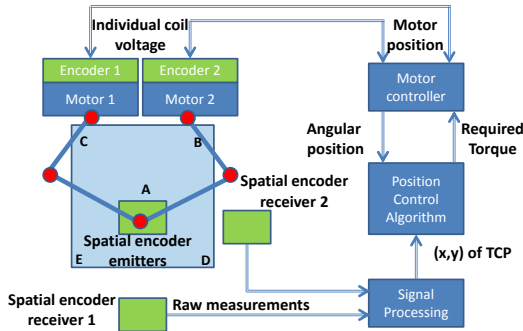 Individual coil
voltage
Motor
position
Encoder 1
Encoder 2
Motor 1
Motor 2
Motor
controller
C
B
Angular
position
Required
Torque
A
Spatial encoder
receiver 2
Position
Control
Algorithm
Spatial encoder
emitters
E
D
(x,y) of TCP
Spatial encoder
receiver 1
Raw measurements
Signal
Processing